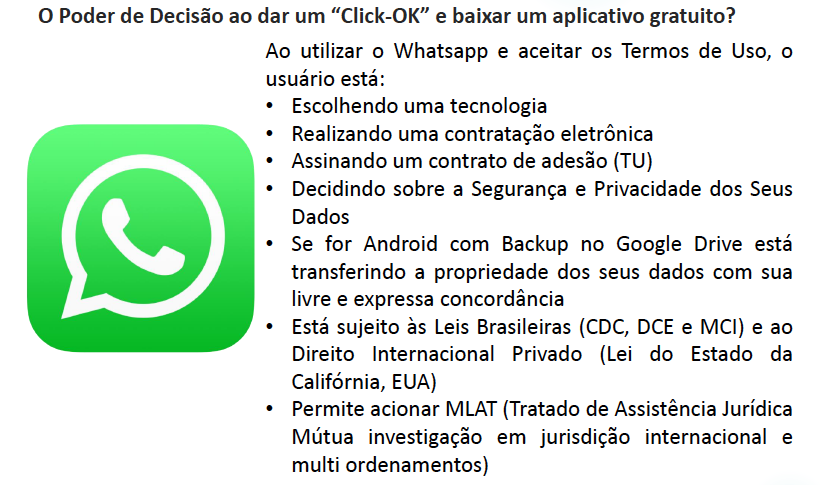 O Poder de Decisão ao dar um “Click-OK” e baixar um aplicativo gratuito?
Ao utilizar o Whatsapp e aceitar os Termos de Uso, o
usuário está:
• Escolhendo uma tecnologia
• Realizando uma contratação eletrônica
• Assinando um contrato de adesão (TU)
• Decidindo sobre a Segurança e Privacidade dos Seus
Dados
• Se for Android com Backup no Google Drive está
transferindo a propriedade dos seus dados com sua
livre e expressa concordância
• Está sujeito às Leis Brasileiras (CDC, DCE e MCI) e ao
Direito Internacional Privado (Lei do Estado da
Califórnia, EUA)
• Permite acionar MLAT (Tratado de Assistência Jurídica
Mútua investigação em jurisdição internacional e
multi ordenamentos)